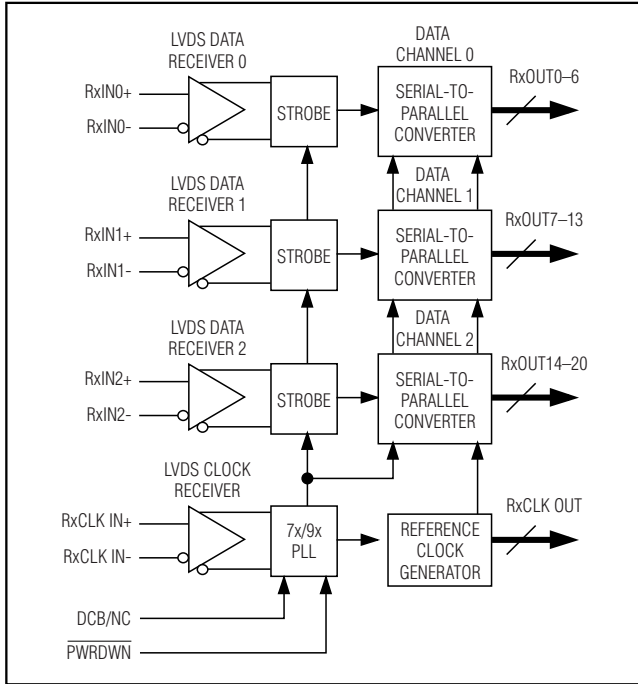 LVDS DATA
RECEIVER 0
DATA
CHANNEL 0
RxIN0+
RxIN0-
STROBE
SERIAL-TO-
PARALLEL
CONVERTER
RxOUT0–6
LVDS DATA
RECEIVER 1
DATA
CHANNEL 1
RxIN1+
RxIN1-
STROBE
SERIAL-TO-
PARALLEL
CONVERTER
RxOUT7–13
LVDS DATA
RECEIVER 2
DATA
CHANNEL 2
RxIN2+
RxIN2-
STROBE
SERIAL-TO-
PARALLEL
CONVERTER
RxOUT14–20
LVDS CLOCK
RECEIVER
RxCLK IN+
RxCLK IN-
7x/9x
PLL
REFERENCE
CLOCK
GENERATOR
RxCLK OUT
DCB/NC
PWRDWN